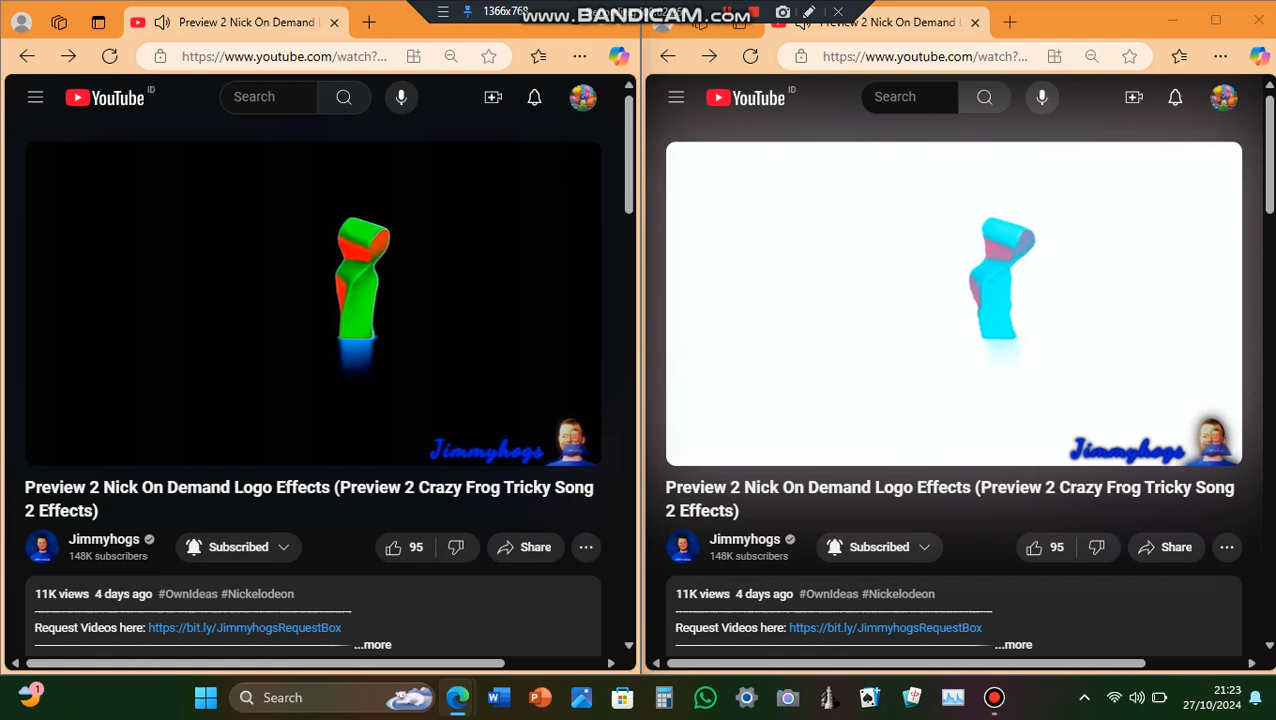 1366x768
www.BANDICAM.com
Preview 2 Nick On Demand L
Preview 2 Nick On Demand L
https://www.youtube.com/watch?...
https://www.youtube.com/watch?...
YouTube ID
Search
YouTube ID
Search
Jimmyhogs
Jimmyhogs
Preview 2 Nick On Demand Logo Effects (Preview 2 Crazy Frog Tricky Song
2 Effects)
Jimmyhogs
148K subscribers
Subscribed
95
Share
11K views 4 days ago #OwnIdeas #Nickelodeon
Request Videos here: https://bit.ly/JimmyhogsRequestBox
...more
Preview 2 Nick On Demand Logo Effects (Preview 2 Crazy Frog Tricky Song
2 Effects)
Jimmyhogs
148K subscribers
Subscribed
95
Share
11K views 4 days ago #OwnIdeas #Nickelodeon
Request Videos here: https://bit.ly/JimmyhogsRequestBox
...more
1
Search
21:23
27/10/2024